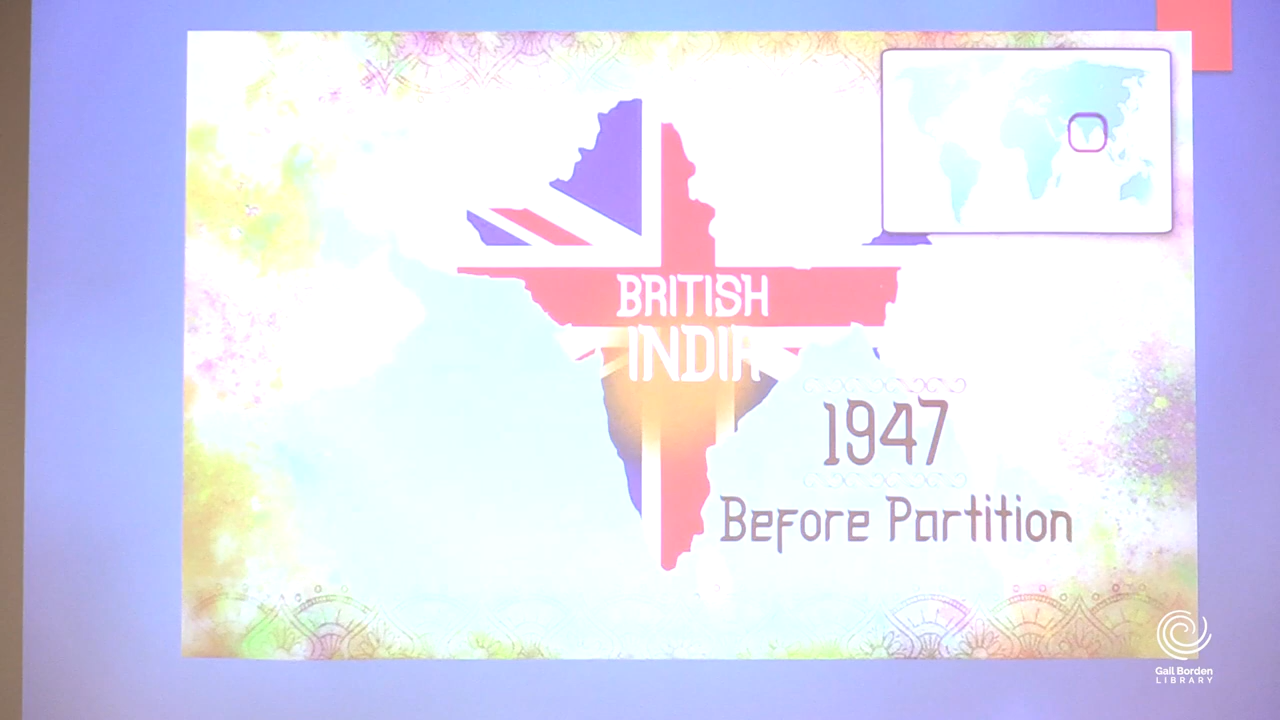 BRITISH
INDIA
1947
Before Partition
Gail Borden
LIBRARY